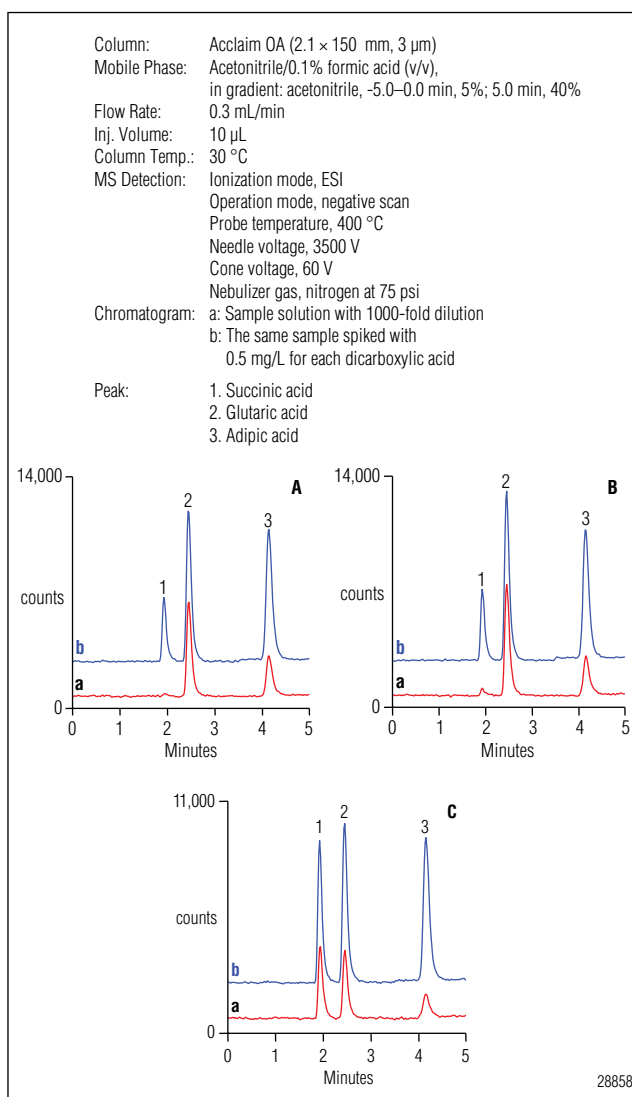 Column: Acclaim OA (2.1 × 150 mm, 3 µm)
Mobile Phase: Acetonitrile/0.1% formic acid (v/v),
in gradient: acetonitrile, -5.0–0.0 min, 5%; 5.0 min, 40%
Flow Rate: 0.3 mL/min
Inj. Volume: 10 µL
Column Temp.: 30 °C
MS Detection: Ionization mode, ESI
Operation mode, negative scan
Probe temperature, 400 °C
Needle voltage, 3500 V
Cone voltage, 60 V
Nebulizer gas, nitrogen at 75 psi
Chromatogram: a: Sample solution with 1000-fold dilution
b: The same sample spiked with
0.5 mg/L for each dicarboxylic acid
Peak: 1. Succinic acid
2. Glutaric acid
3. Adipic acid
14,000
A
2
3
1
counts
b
a
0
0 1 2 3 4 5
Minutes
14,000
B
2
3
1
counts
b
a
0
0 1 2 3 4 5
Minutes
11,000
C
1 2 3
counts
b
a
0
0 1 2 3 4 5
Minutes
28858